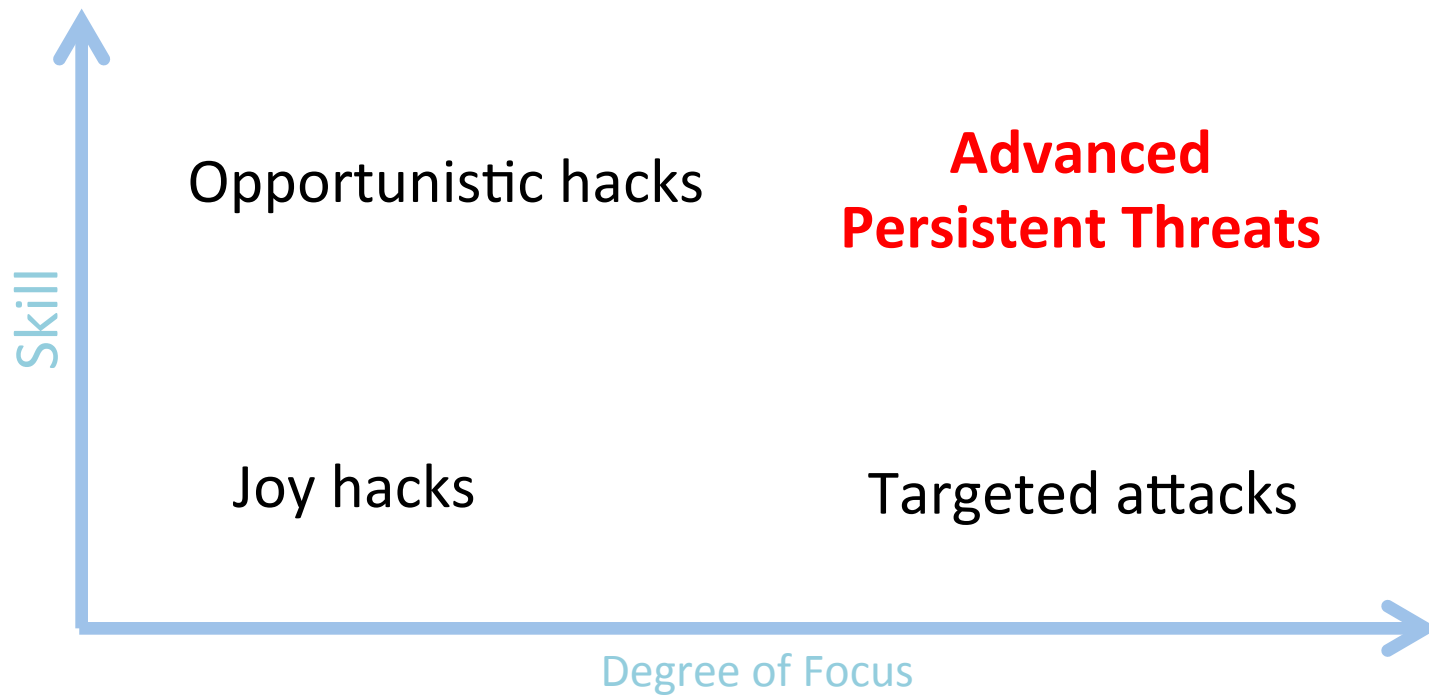 Opportunistic hacks
Advanced
Persistent Threats
Skill
Joy hacks
Targeted attacks
Degree of Focus